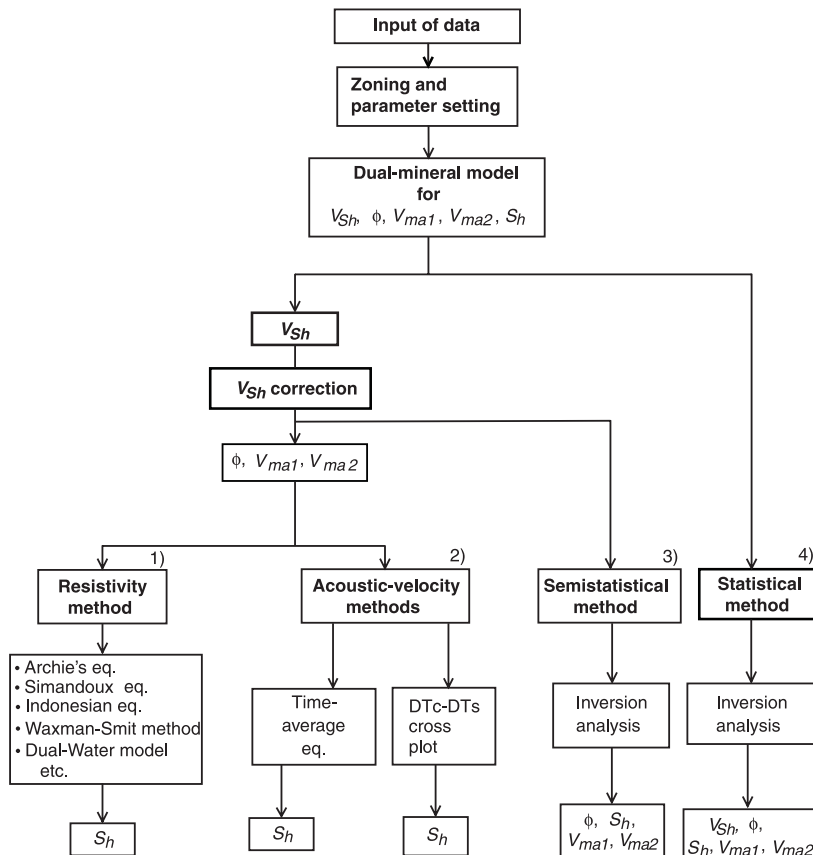 Input of data
Zoning and
parameter setting
Dual-mineral model
for
VSh, ϕ, Vma1, Vma2, Sh
VSh
VSh correction
ϕ, Vma1, Vma2
1)
Resistivity
method
2)
Acoustic-velocity
methods
3)
Semistatistical
method
4)
Statistical
method
• Archie's eq.
• Simandoux eq.
• Indonesian eq.
• Waxman-Smit method
• Dual-Water model
etc.
Time-
average
eq.
DTc-DTs
cross
plot
Inversion
analysis
Inversion
analysis
Sh
Sh
Sh
ϕ, Sh,
Vma1, Vma2
VSh, ϕ,
Sh, Vma1, Vma2